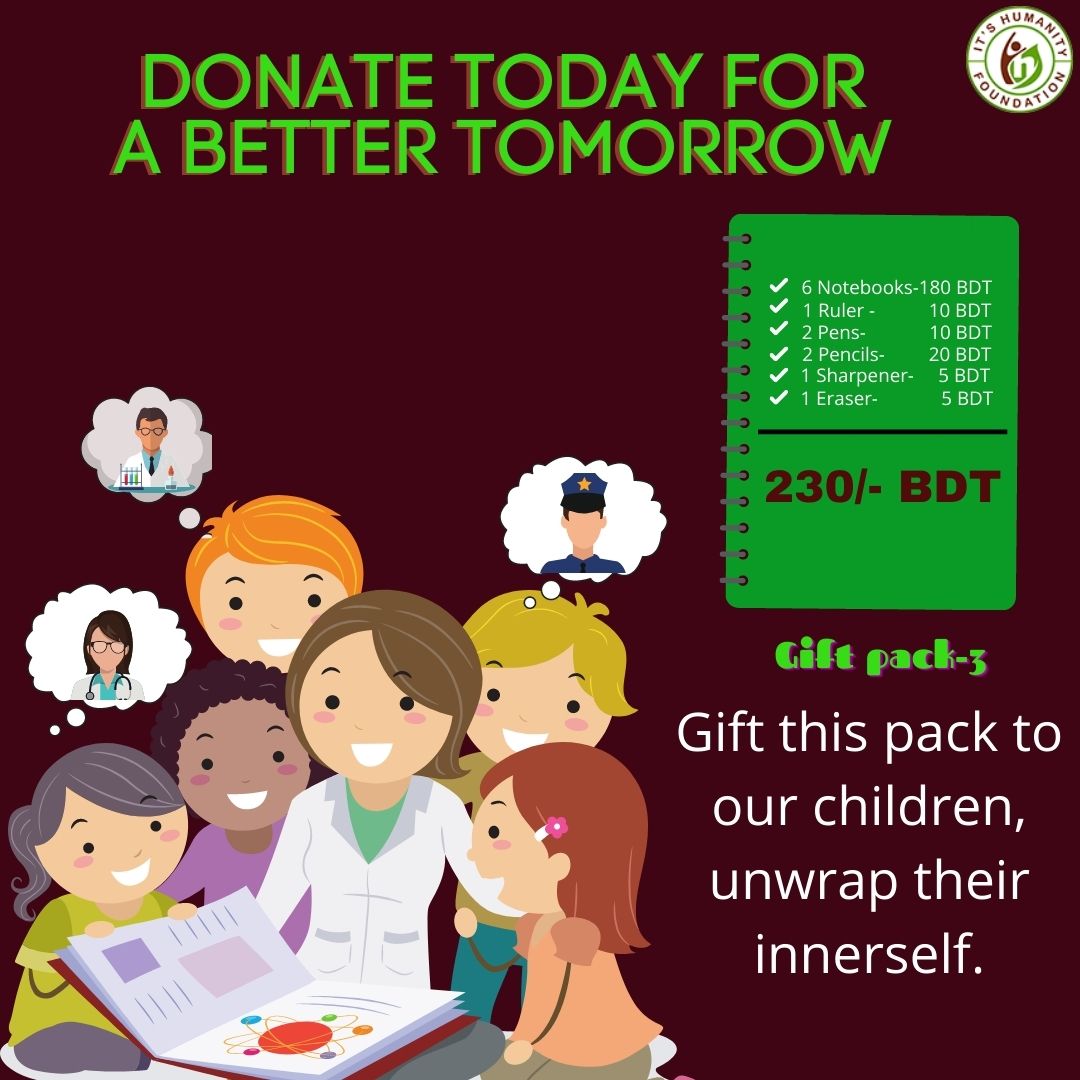 IT'S HUMANITY FOUNDATION
DONATE TODAY FOR
A BETTER TOMORROW
6 Notebooks-180 BDT
1 Ruler - 10 BDT
2 Pens- 10 BDT
2 Pencils- 20 BDT
1 Sharpener- 5 BDT
1 Eraser- 5 BDT
230/- BDT
Gift pack-3
Gift this pack to
our children,
unwrap their
innerself.